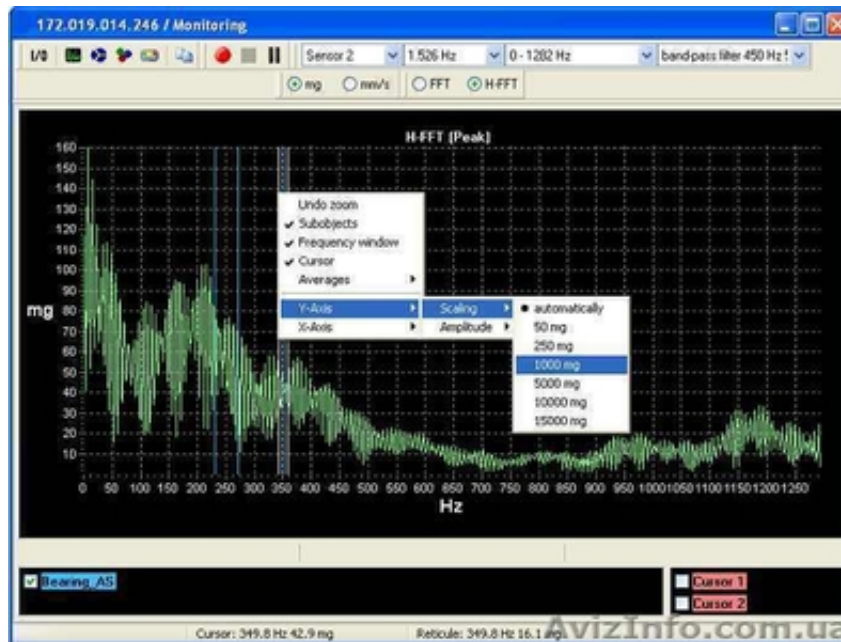 172.019.014.246 / Monitoring
I/O Sensor 2 1.526 Hz 0 - 1282 Hz band-pass filter 450 Hz
mg mm/s FFT H-FFT
H-FFT [Peak]
160
150
140
130
120
110
100
90
mg 80
70
60
50
40
30
20
10
0 50 100 150 200 250 300 350 400 450 500 550 600 650 700 750 800 850 900 950 1000 1050 1100 1150 1200 1250
Hz
Undo zoom
Subobjects
Frequency window
Cursor
Averages
Y-Axis
X-Axis
Scaling
Amplitude
automatically
50 mg
250 mg
1000 mg
5000 mg
10000 mg
15000 mg
Bearing_AS
Cursor 1
Cursor 2
Cursor: 349.8 Hz 42.9 mg Reticule: 349.8 Hz 16.1 mg
AvizInfo.com.ua